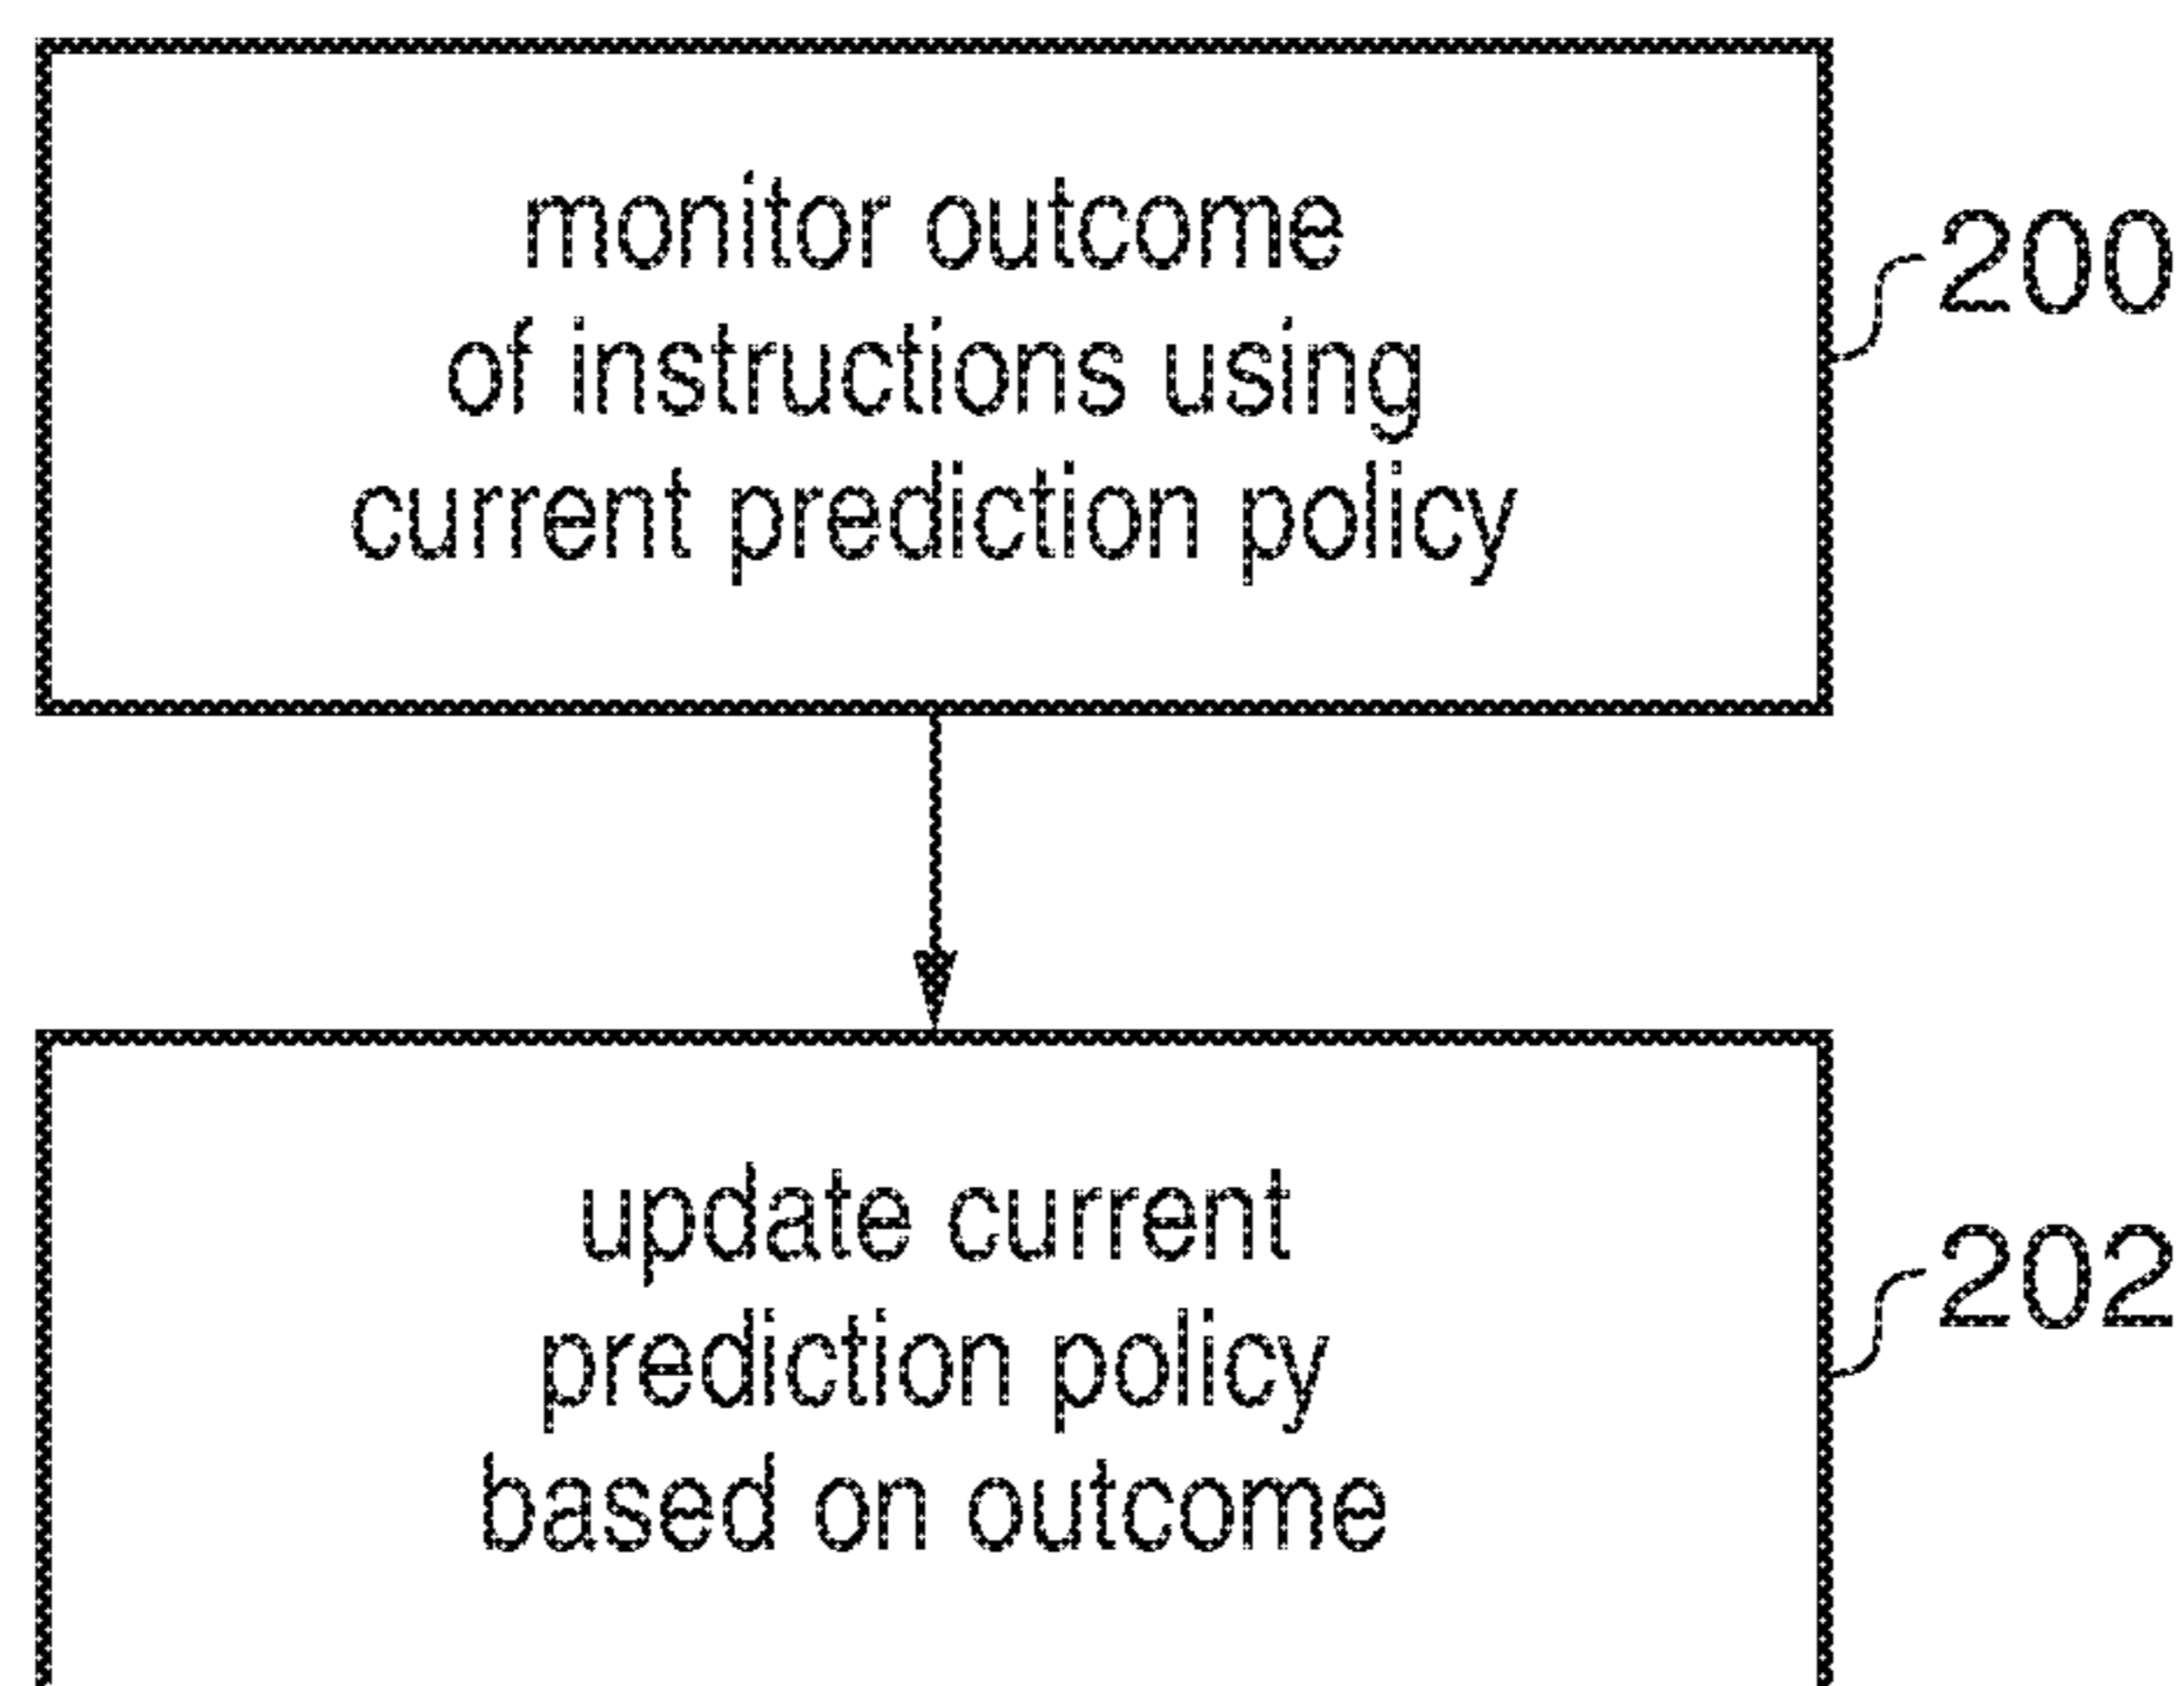 monitor outcome
of instructions using
current prediction policy
200
update current
prediction policy
based on outcome
202